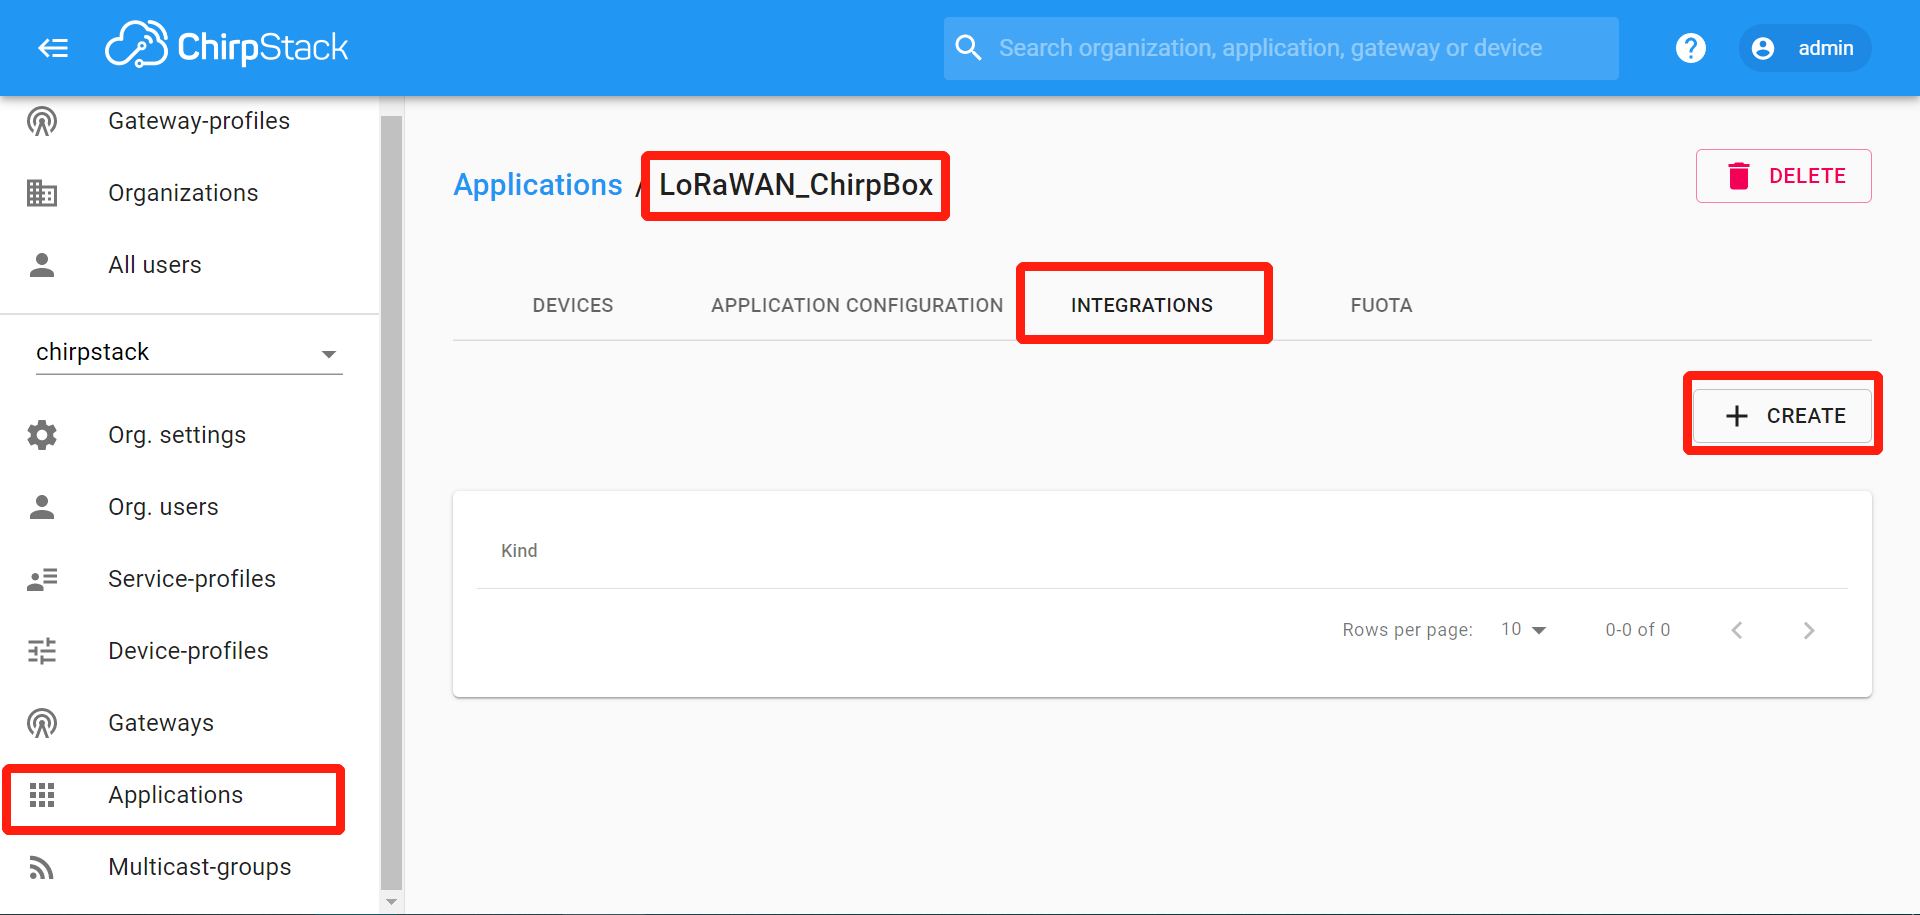 ChirpStack
Search organization, application, gateway or device
? admin
Gateway-profiles
Organizations
All users
chirpstack
Org. settings
Org. users
Service-profiles
Device-profiles
Gateways
Applications
Multicast-groups
Applications / LoRaWAN_ChirpBox
DELETE
DEVICES APPLICATION CONFIGURATION INTEGRATIONS FUOTA
+ CREATE
Kind
Rows per page: 10 0-0 of 0